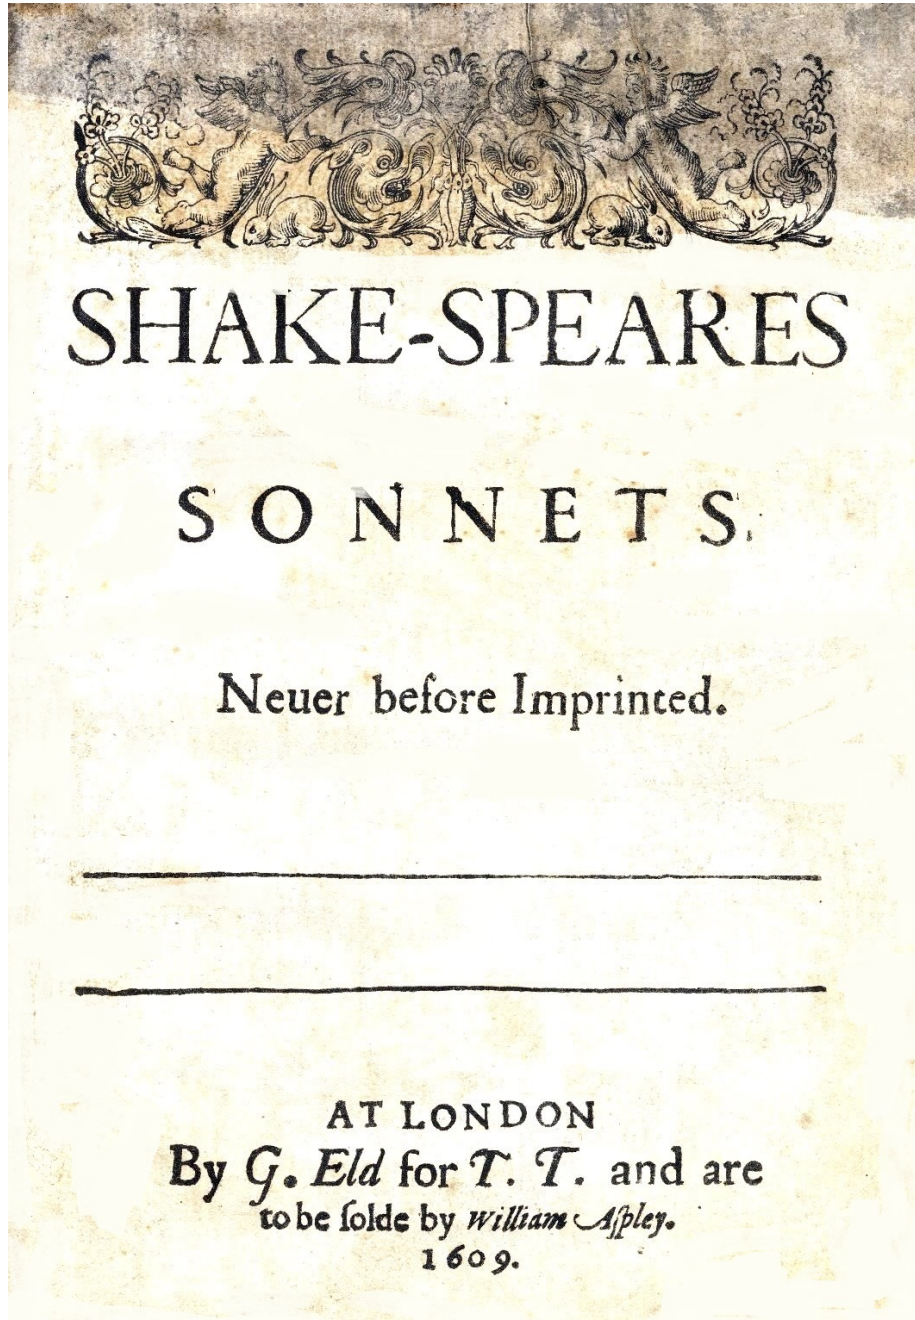 SHAKE-SPEARES
SONNETS.
Neuer before Imprinted.
AT LONDON
By G. Eld for T. T. and are
to be ſolde by William Aſpley.
1609.